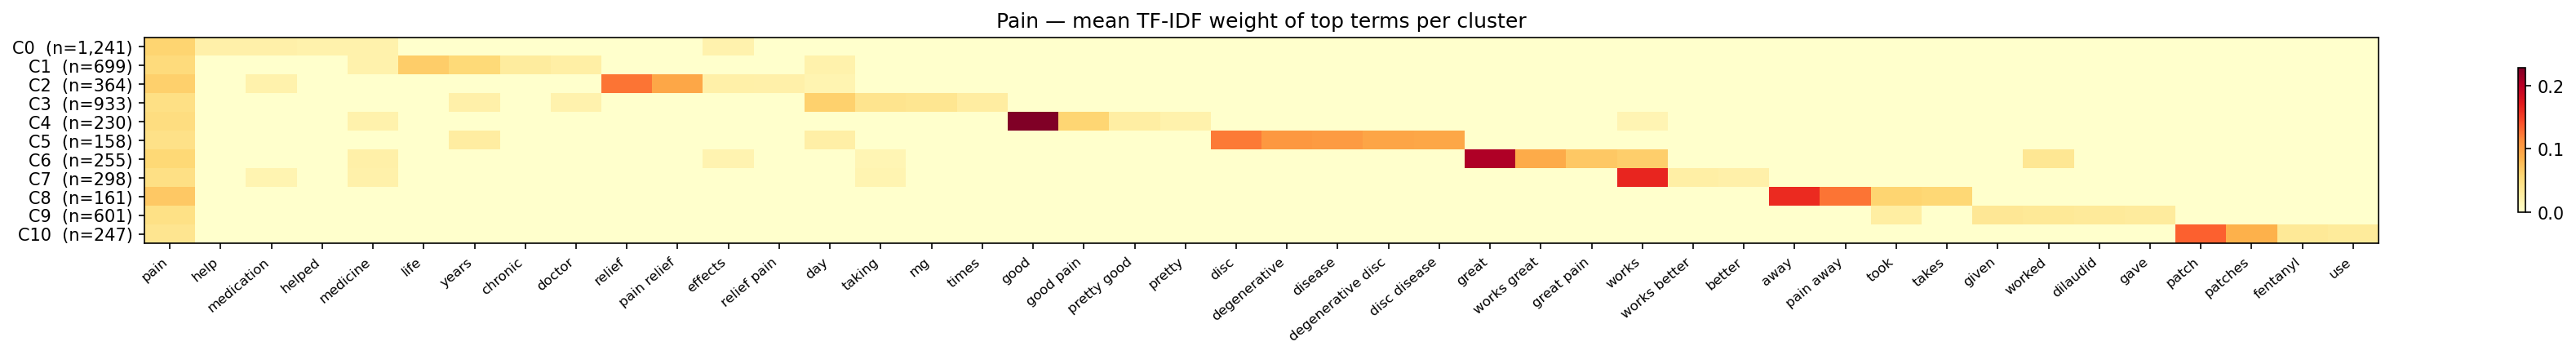 Pain — mean TF-IDF weight of top terms per cluster
C0 (n=1,241)
C1 (n=699)
C2 (n=364)
C3 (n=933)
C4 (n=230)
C5 (n=158)
C6 (n=255)
C7 (n=298)
C8 (n=161)
C9 (n=601)
C10 (n=247)
0.2
0.1
0.0
pain
help
medication
helped
medicine
life
years
chronic
doctor
relief
pain relief
effects
relief pain
day
taking
mg
times
good
good pain
pretty good
pretty
disc
degenerative
disease
degenerative disc
disc disease
great
works great
great pain
works
works better
better
away
pain away
took
takes
given
worked
dilaudid
gave
patch
patches
fentanyl
use